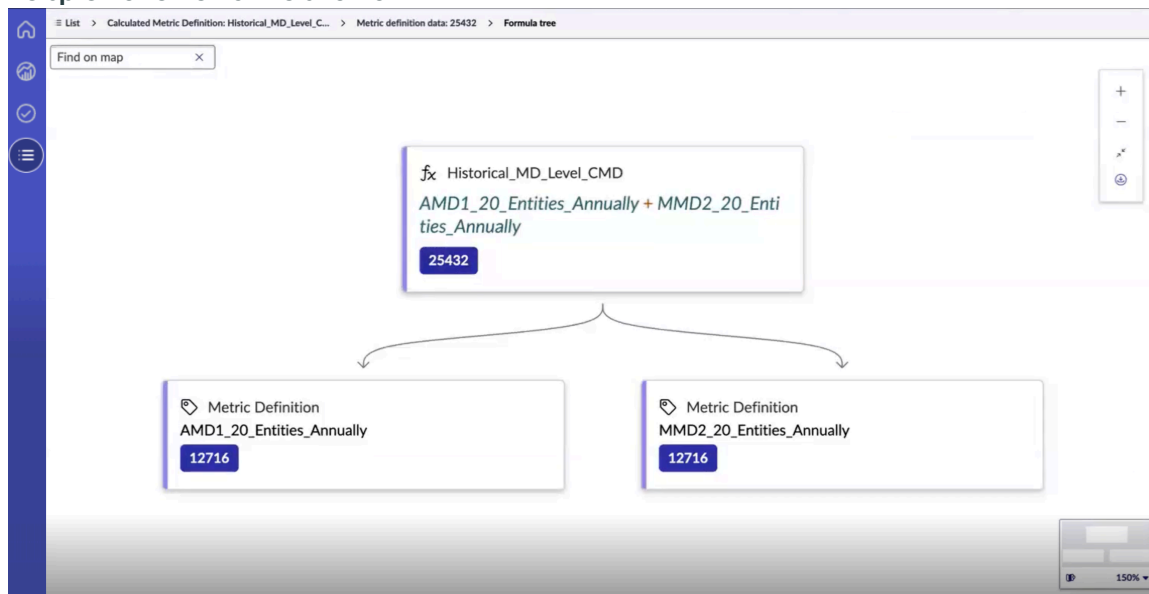 List > Calculated Metric Definition: Historical_MD_Level_C... > Metric definition data: 25432 > Formula tree
Find on map
fx Historical_MD_Level_CMD
AMD1_20_Entities_Annually + MMD2_20_Enti
ties_Annually
25432
Metric Definition
AMD1_20_Entities_Annually
12716
Metric Definition
MMD2_20_Entities_Annually
12716
150%